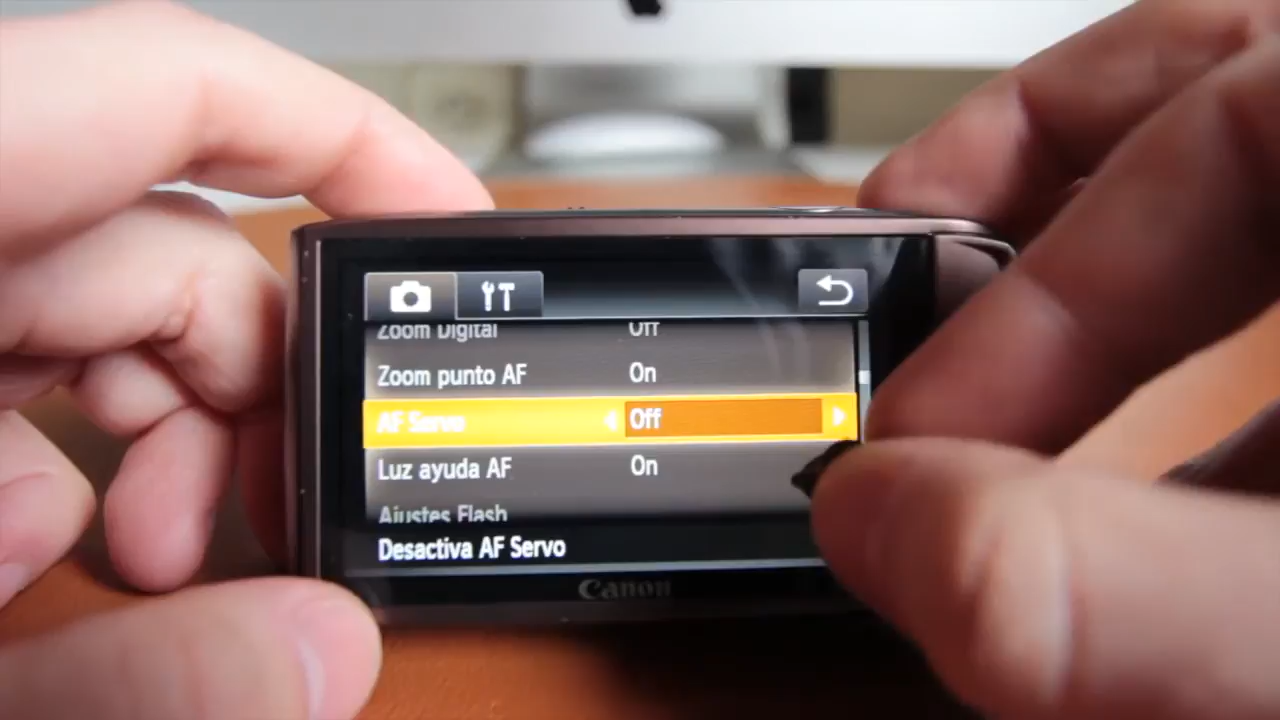 Zoom Digital Off
Zoom punto AF On
AF Servo Off
Luz ayuda AF On
Ajustes Flash
Desactiva AF Servo
Canon